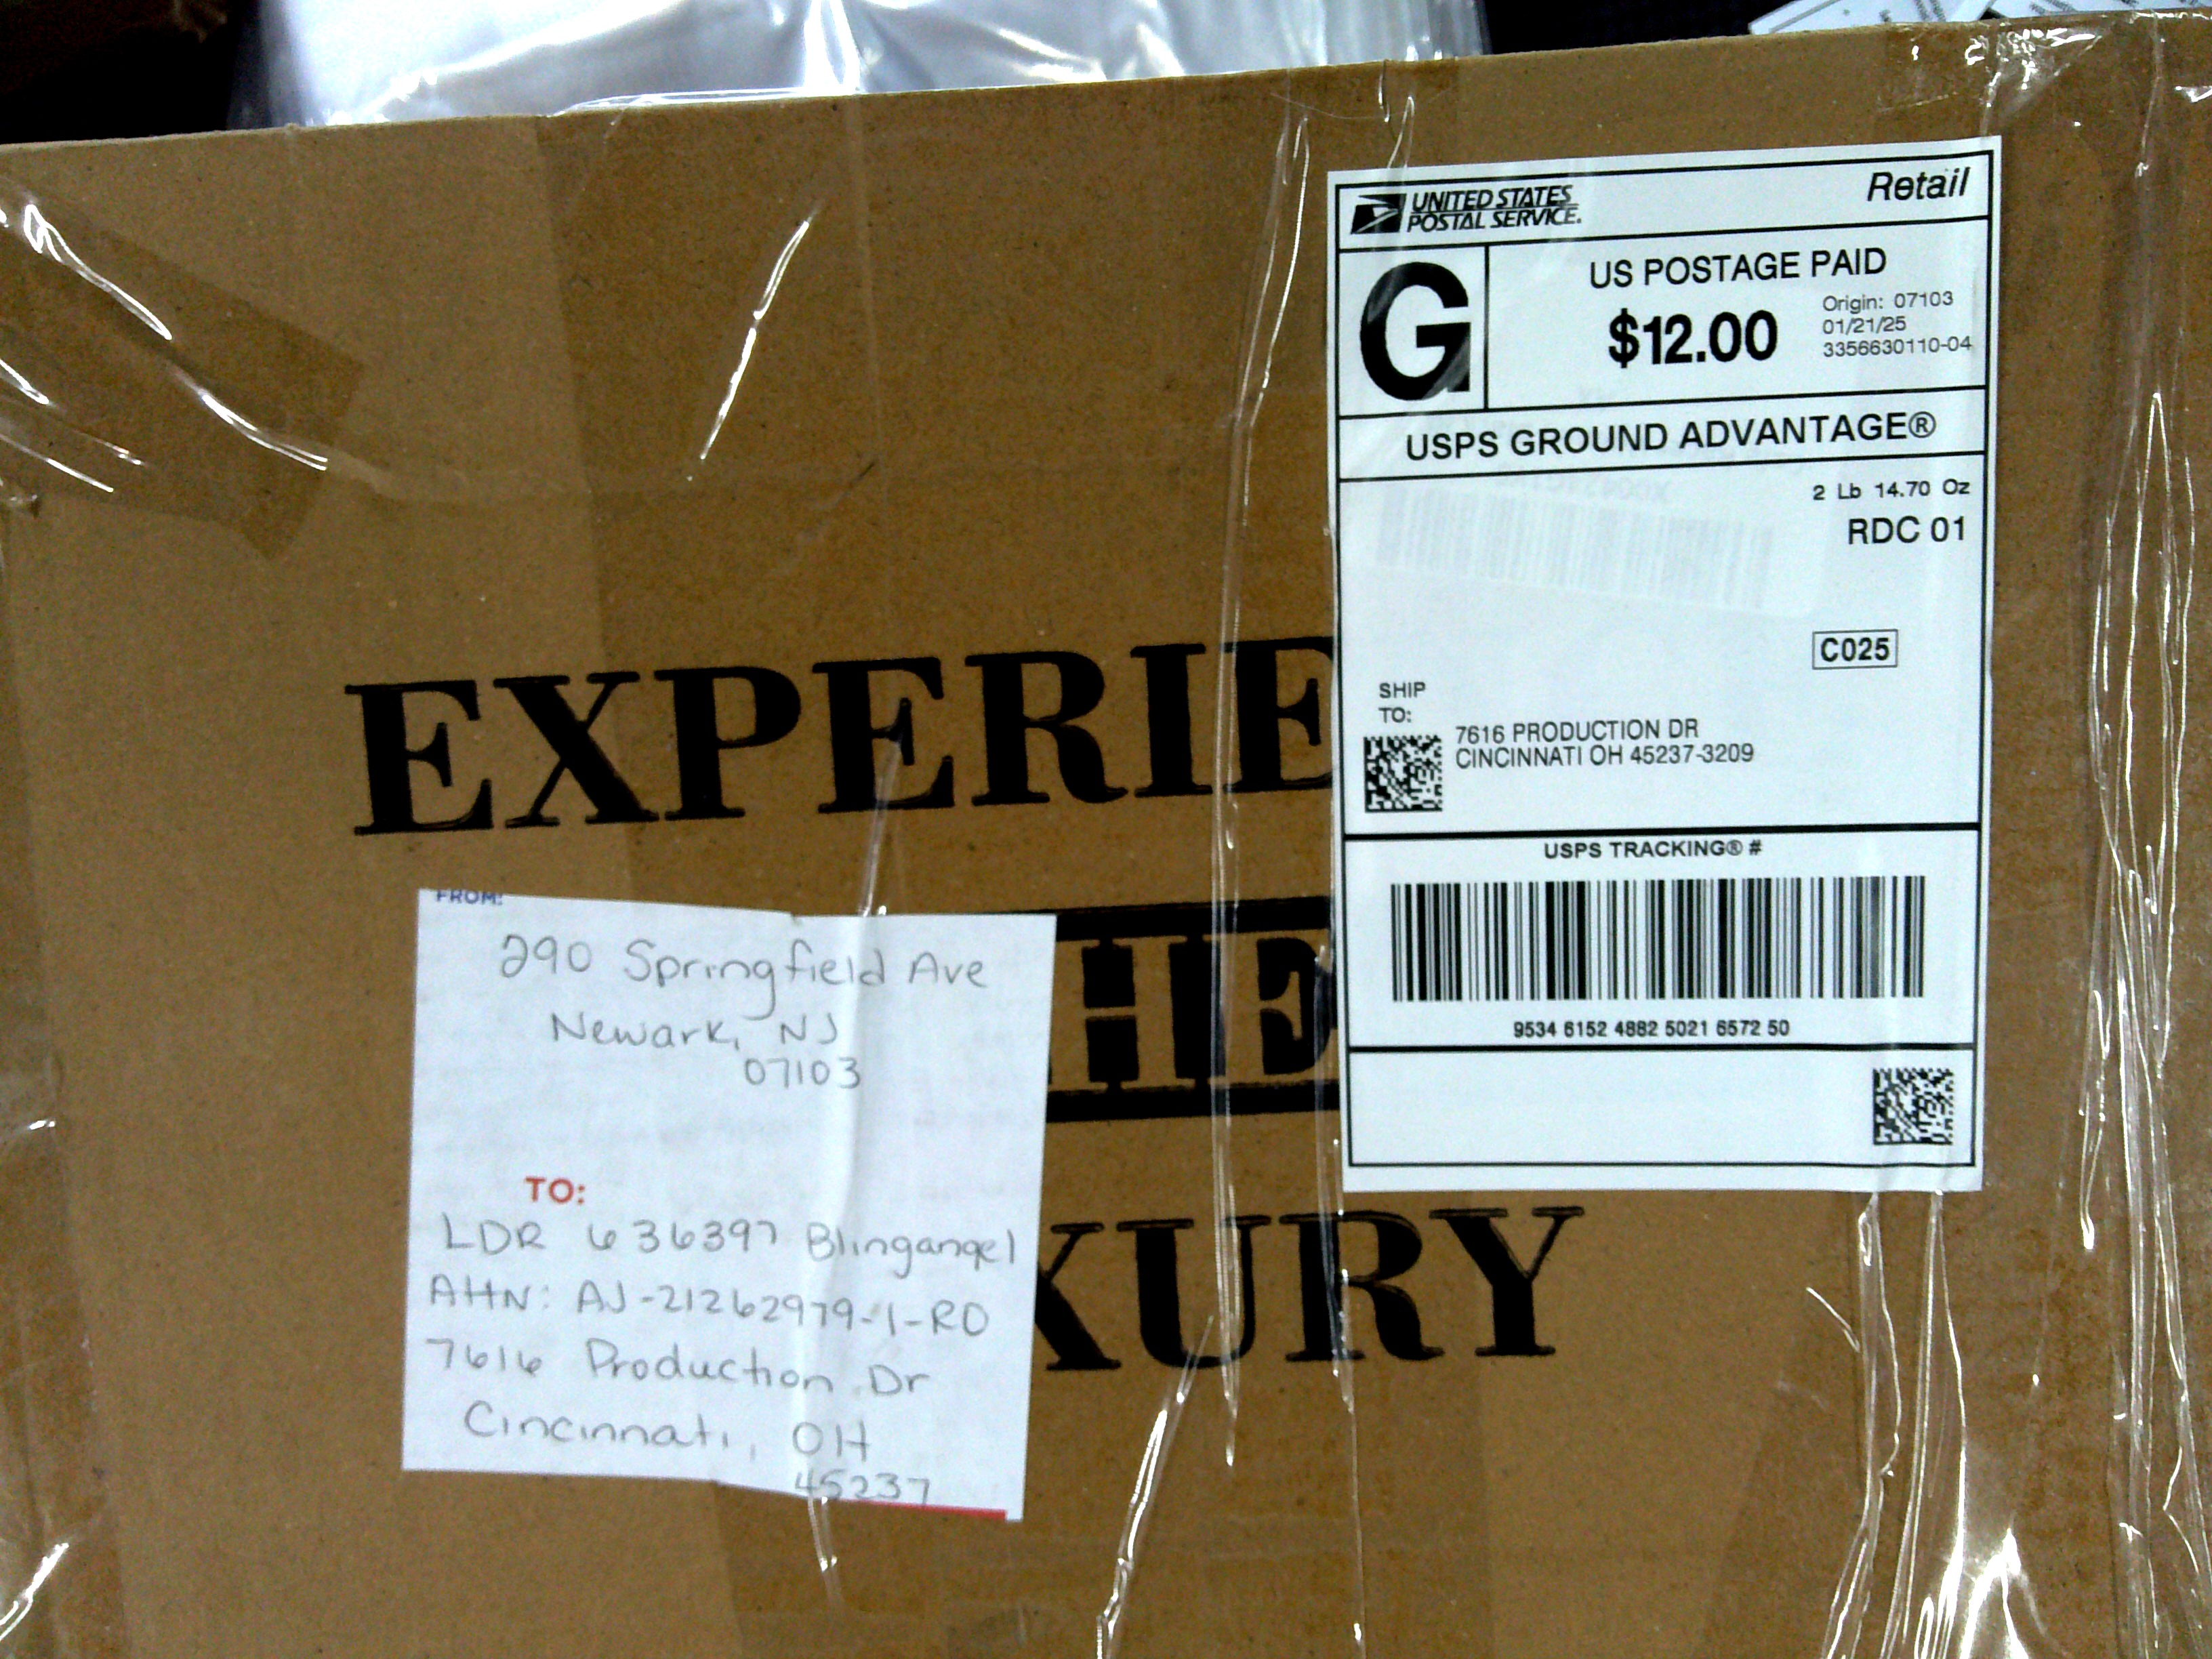 EXPERIE
HE
XURY
UNITED STATES
POSTAL SERVICE.
Retail
G
US POSTAGE PAID
$12.00
Origin: 07103
01/21/25
3356630110-04
USPS GROUND ADVANTAGE®
2 Lb 14.70 Oz
RDC 01
C025
SHIP
TO:
7616 PRODUCTION DR
CINCINNATI OH 45237-3209
USPS TRACKING® #
9534 6152 4882 5021 6572 50
FROM:
290 Springfield Ave
Newark, NJ
07103
TO:
LDR 636397 Blingangel
Attn: AJ-21262979-1-RO
7616 Production Dr
Cincinnati, OH
45237